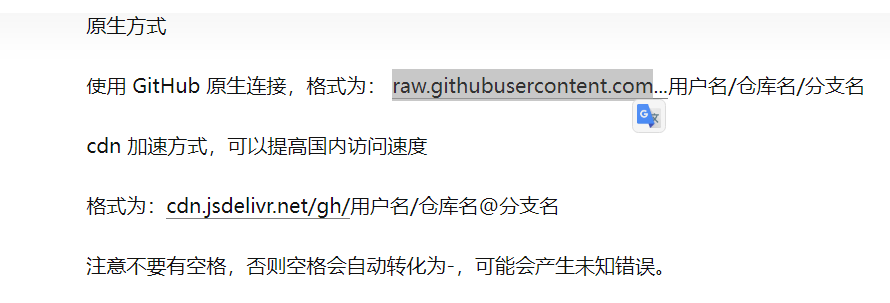 原生方式
使用 GitHub 原生连接，格式为： raw.githubusercontent.com...用户名/仓库名/分支名
cdn 加速方式，可以提高国内访问速度
格式为：cdn.jsdelivr.net/gh/用户名/仓库名@分支名
注意不要有空格，否则空格会自动转化为-，可能会产生未知错误。